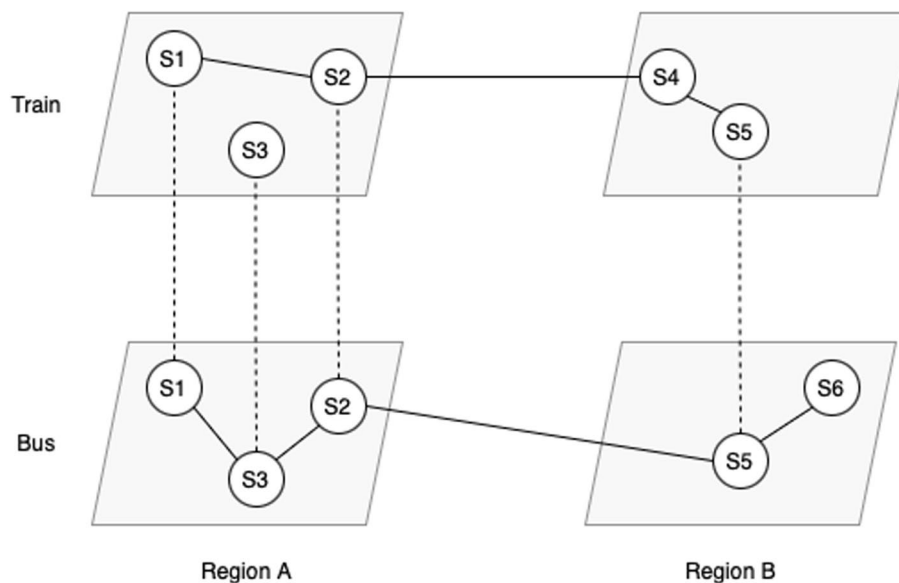 S1
S2
S4
Train
S5
S3
S1
S6
S2
Bus
S5
S3
Region A
Region B